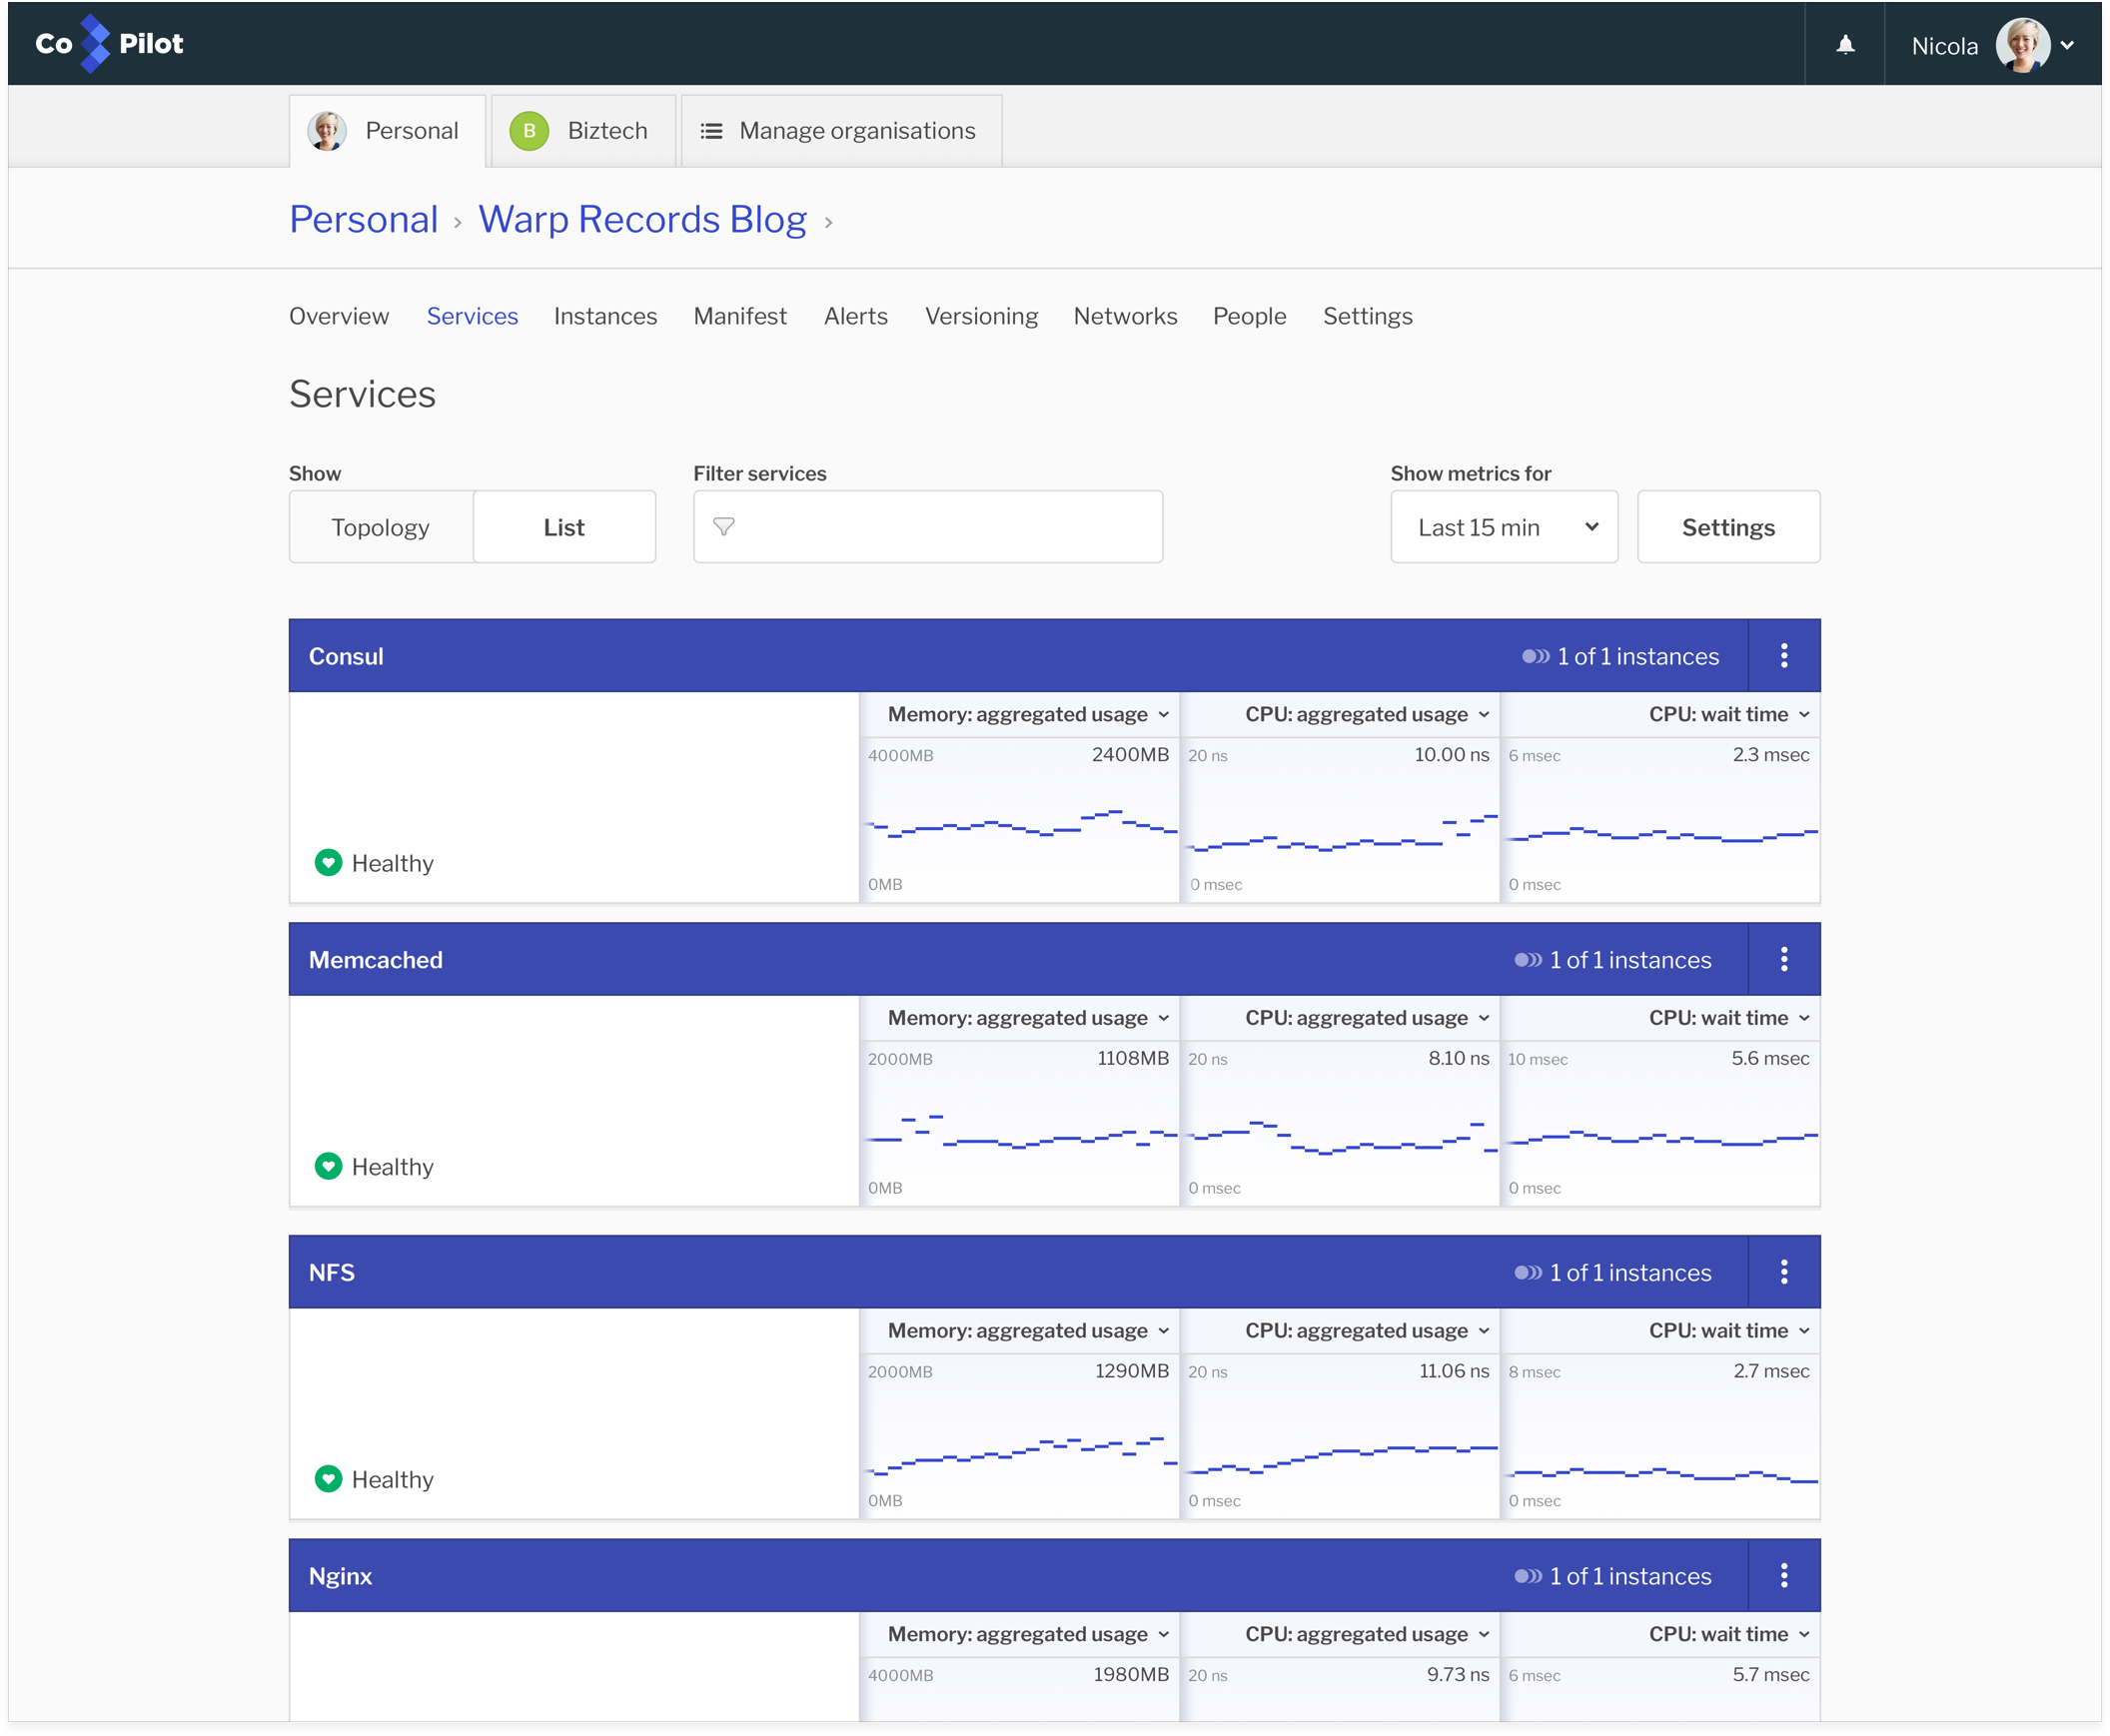 Co Pilot
Nicola
Personal
B Biztech
Manage organisations
Personal › Warp Records Blog ›
Overview Services Instances Manifest Alerts Versioning Networks People Settings
Services
Show Filter services Show metrics for
Topology List Last 15 min Settings
Consul 1 of 1 instances
Memory: aggregated usage CPU: aggregated usage CPU: wait time
4000MB 2400MB 20 ns 10.00 ns 6 msec 2.3 msec
Healthy
0MB 0 msec 0 msec
Memcached 1 of 1 instances
Memory: aggregated usage CPU: aggregated usage CPU: wait time
2000MB 1108MB 20 ns 8.10 ns 10 msec 5.6 msec
Healthy
0MB 0 msec 0 msec
NFS 1 of 1 instances
Memory: aggregated usage CPU: aggregated usage CPU: wait time
2000MB 1290MB 20 ns 11.06 ns 8 msec 2.7 msec
Healthy
0MB 0 msec 0 msec
Nginx 1 of 1 instances
Memory: aggregated usage CPU: aggregated usage CPU: wait time
4000MB 1980MB 20 ns 9.73 ns 6 msec 5.7 msec